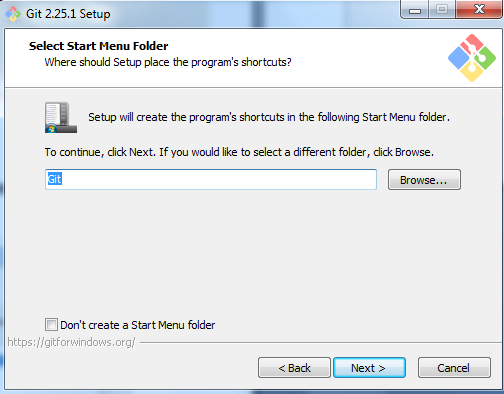 Git 2.25.1 Setup
Select Start Menu Folder
Where should Setup place the program's shortcuts?
Setup will create the program's shortcuts in the following Start Menu folder.
To continue, click Next. If you would like to select a different folder, click Browse.
Git
Browse...
Don't create a Start Menu folder
https://gitforwindows.org/
< Back
Next >
Cancel